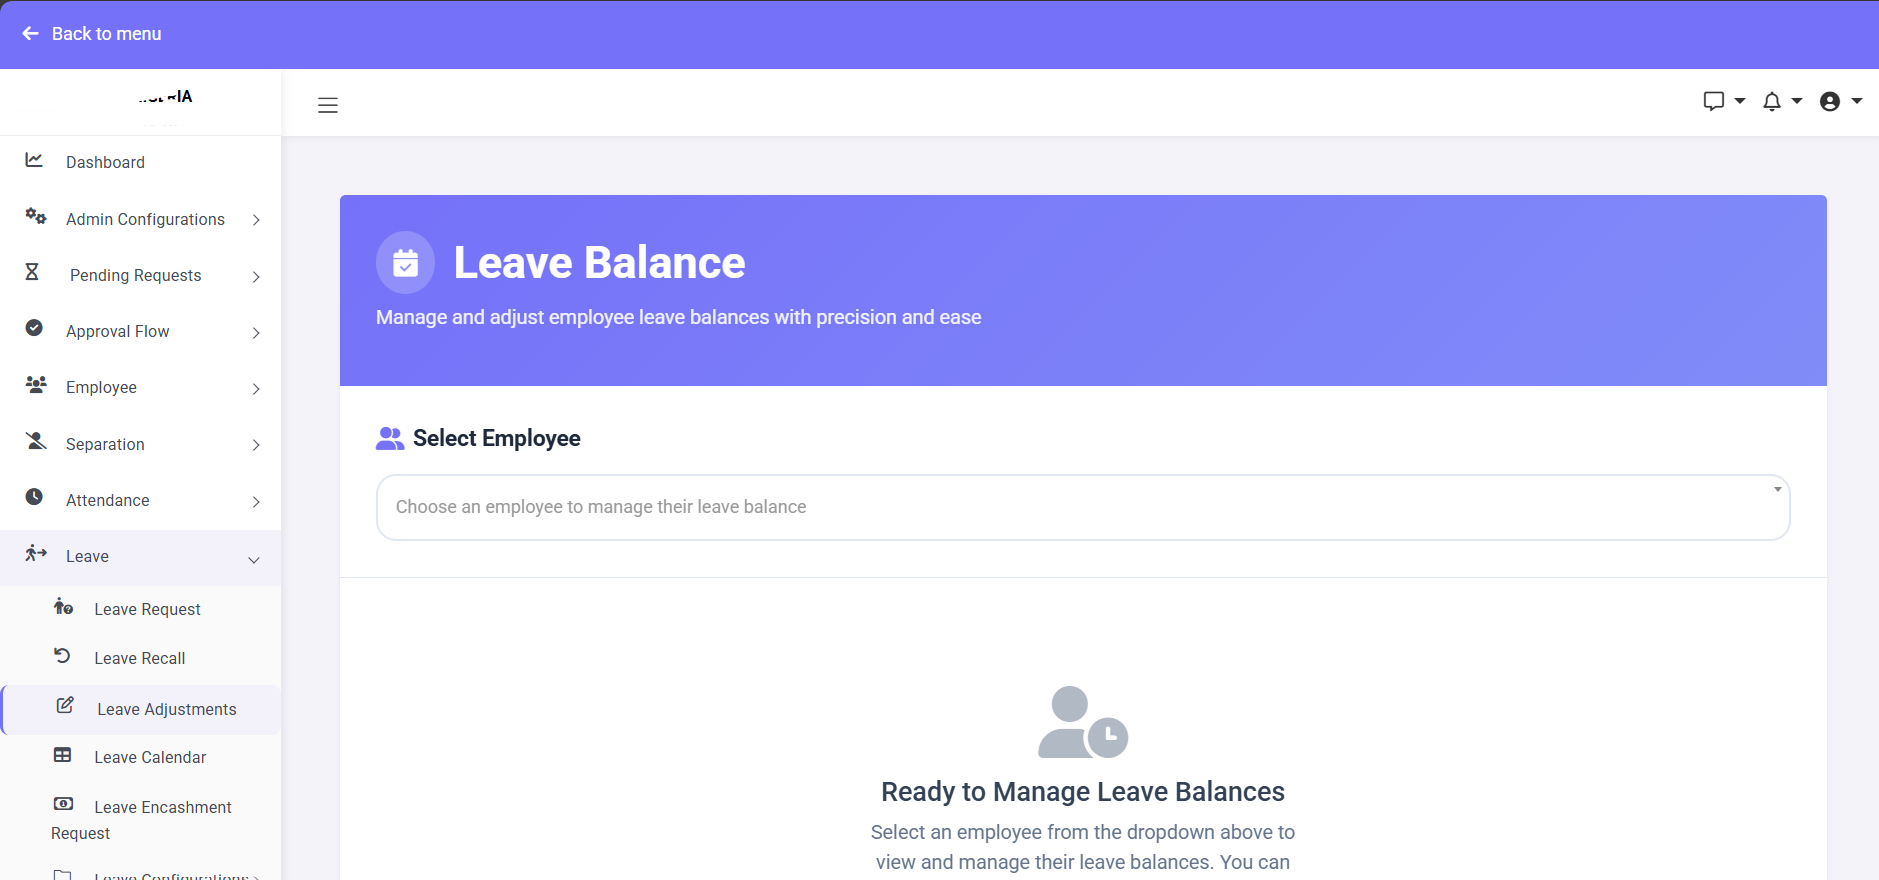 Back to menu
Dashboard
Admin Configurations
Pending Requests
Approval Flow
Employee
Separation
Attendance
Leave
Leave Request
Leave Recall
Leave Adjustments
Leave Calendar
Leave Encashment
Request
Leave Configurations
Leave Balance
Manage and adjust employee leave balances with precision and ease
Select Employee
Choose an employee to manage their leave balance
Ready to Manage Leave Balances
Select an employee from the dropdown above to
view and manage their leave balances. You can